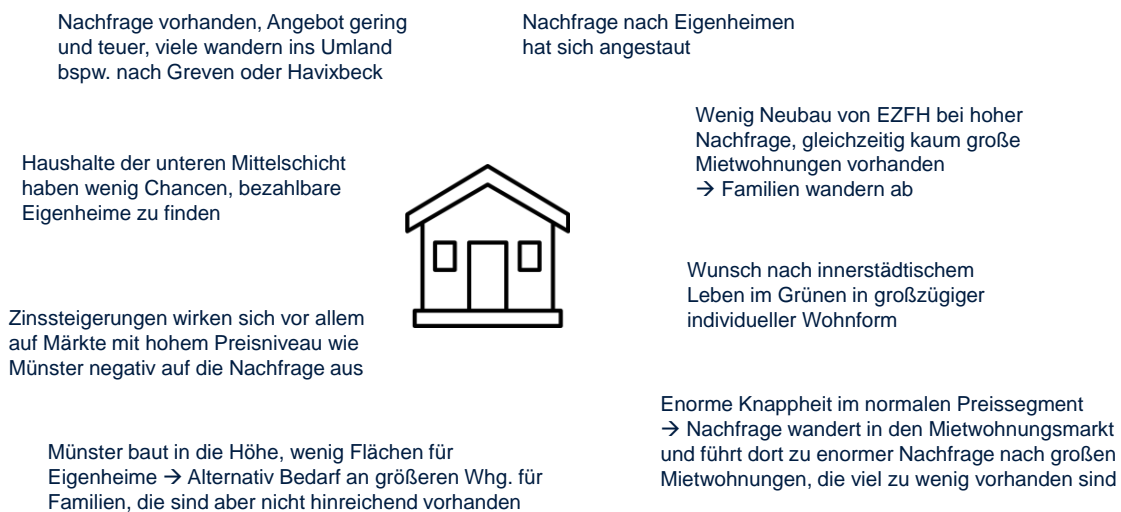 Nachfrage vorhanden, Angebot gering
und teuer, viele wandern ins Umland
bspw. nach Greven oder Havixbeck
Nachfrage nach Eigenheimen
hat sich angestaut
Wenig Neubau von EZFH bei hoher
Nachfrage, gleichzeitig kaum große
Mietwohnungen vorhanden
→ Familien wandern ab
Haushalte der unteren Mittelschicht
haben wenig Chancen, bezahlbare
Eigenheime zu finden
Wunsch nach innerstädtischem
Leben im Grünen in großzügiger
individueller Wohnform
Zinssteigerungen wirken sich vor allem
auf Märkte mit hohem Preisniveau wie
Münster negativ auf die Nachfrage aus
Enorme Knappheit im normalen Preissegment
→ Nachfrage wandert in den Mietwohnungsmarkt
und führt dort zu enormer Nachfrage nach großen
Mietwohnungen, die viel zu wenig vorhanden sind
Münster baut in die Höhe, wenig Flächen für
Eigenheime → Alternativ Bedarf an größeren Whg. für
Familien, die sind aber nicht hinreichend vorhanden